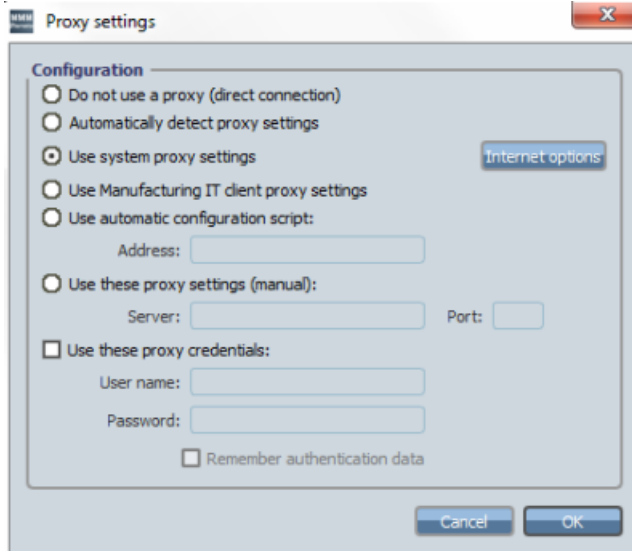 Proxy settings
Configuration
Do not use a proxy (direct connection)
Automatically detect proxy settings
Use system proxy settings
Internet options
Use Manufacturing IT client proxy settings
Use automatic configuration script:
Address:
Use these proxy settings (manual):
Server:
Port:
Use these proxy credentials:
User name:
Password:
Remember authentication data
Cancel
OK